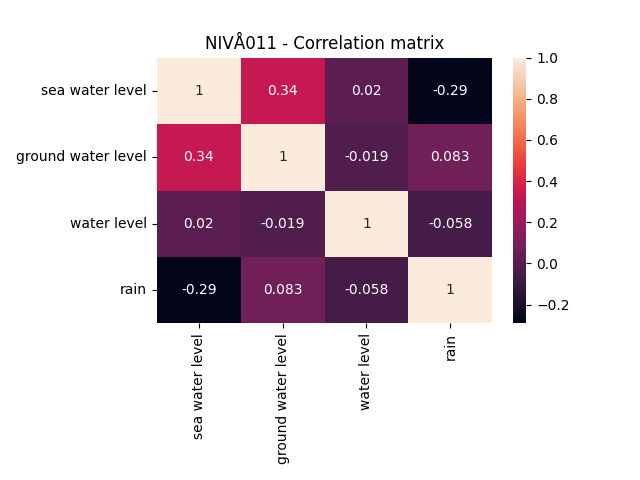 NIVÅ011 - Correlation matrix
sea water level
1
0.34
0.02
-0.29
ground water level
0.34
1
-0.019
0.083
water level
0.02
-0.019
1
-0.058
rain
-0.29
0.083
-0.058
1
sea water level
ground water level
water level
rain
1.0
0.8
0.6
0.4
0.2
0.0
−0.2